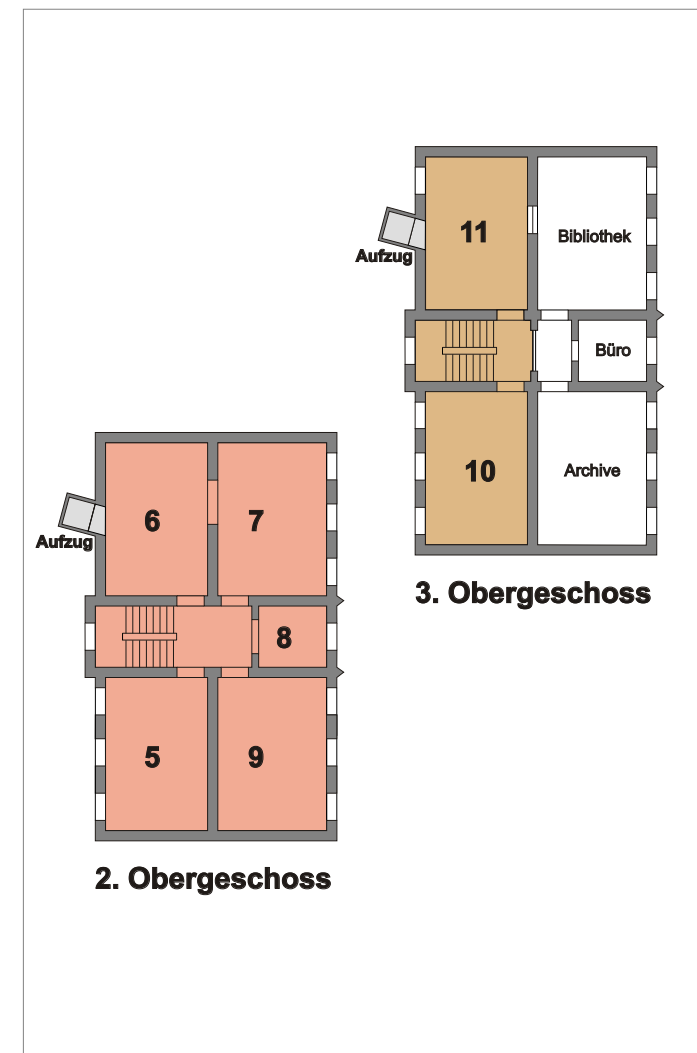 11
Bibliothek
Aufzug
Büro
10
Archive
3. Obergeschoss
6
7
Aufzug
8
5
9
2. Obergeschoss